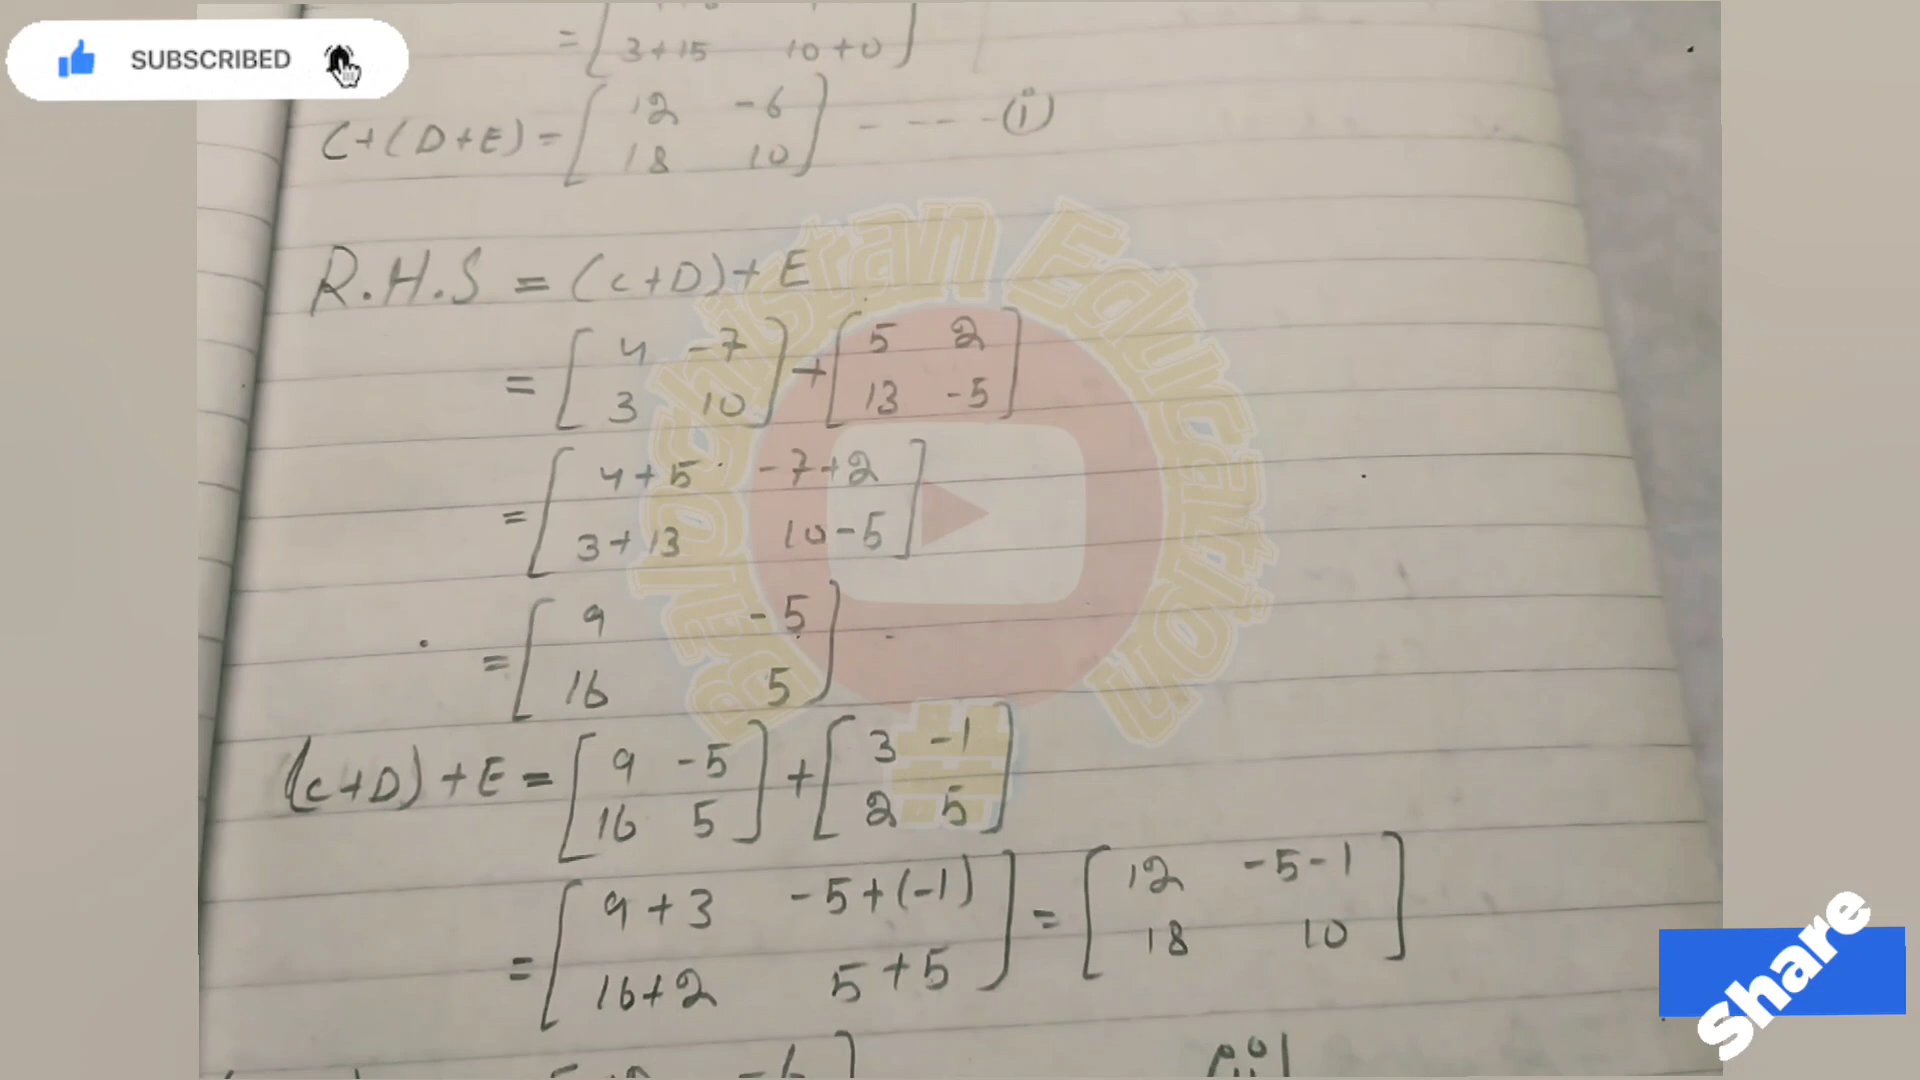 SUBSCRIBED
= [ 3+15 10+0 ]
C+(D+E) = [ 12 -6
18 10 ] - - - - - (i)
R.H.S = (C+D)+E
= [ 4 -7 ] + [ 5 2 ]
[ 3 10 ] [ 13 -5 ]
= [ 4+5 -7+2 ]
[ 3+13 10-5 ]
= [ 9 -5 ]
[ 16 5 ]
(C+D)+E = [ 9 -5 ] + [ 3 -1 ]
[ 16 5 ] [ 2 5 ]
= [ 9+3 -5+(-1) ] = [ 12 -5-1 ]
[ 16+2 5+5 ] [ 18 10 ]
Balochistan Education
share